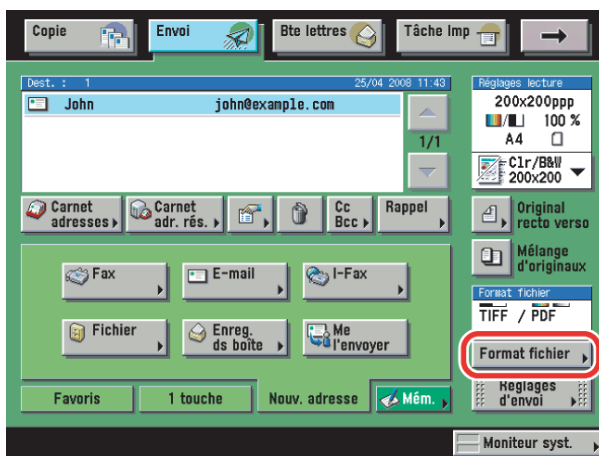 Copie
Envoi
Bte lettres
Tâche Imp
Dest. : 1
25/04 2008 11:43
John
john@example.com
1/1
Carnet
adresses
Carnet
adr. rés.
Cc
Bcc
Rappel
Fax
E-mail
I-Fax
Fichier
Enreg.
ds boîte
Me
l'envoyer
Favoris
1 touche
Nouv. adresse
Mém.
Réglages lecture
200x200ppp
100 %
A4
Clr/B&W
200x200
Original
recto verso
Mélange
d'originaux
Format fichier
TIFF / PDF
Format fichier
Réglages
d'envoi
Moniteur syst.